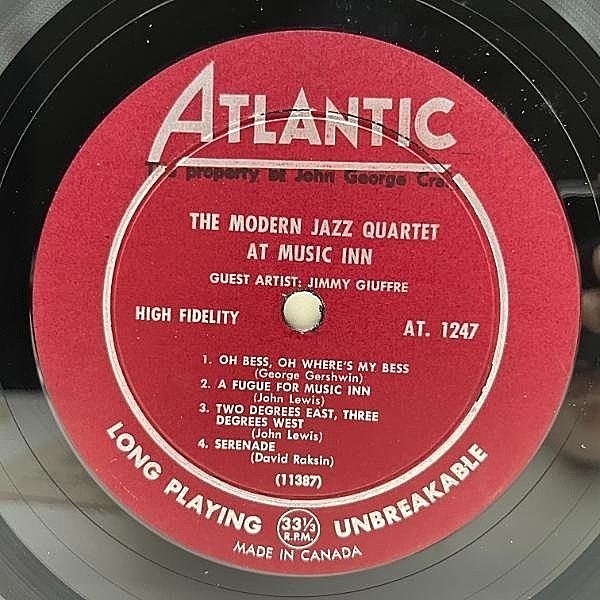 ATLANTIC
property of John George
THE MODERN JAZZ QUARTET
AT MUSIC INN
GUEST ARTIST: JIMMY GIUFFRE
HIGH FIDELITY
AT. 1247
1. OH BESS, OH WHERE'S MY BESS
(George Gershwin)
2. A FUGUE FOR MUSIC INN
(John Lewis)
3. TWO DEGREES EAST, THREE
DEGREES WEST
(John Lewis)
4. SERENADE
(David Raksin)
(11387)
LONG PLAYING 33⅓ R.P.M. UNBREAKABLE
MADE IN CANADA